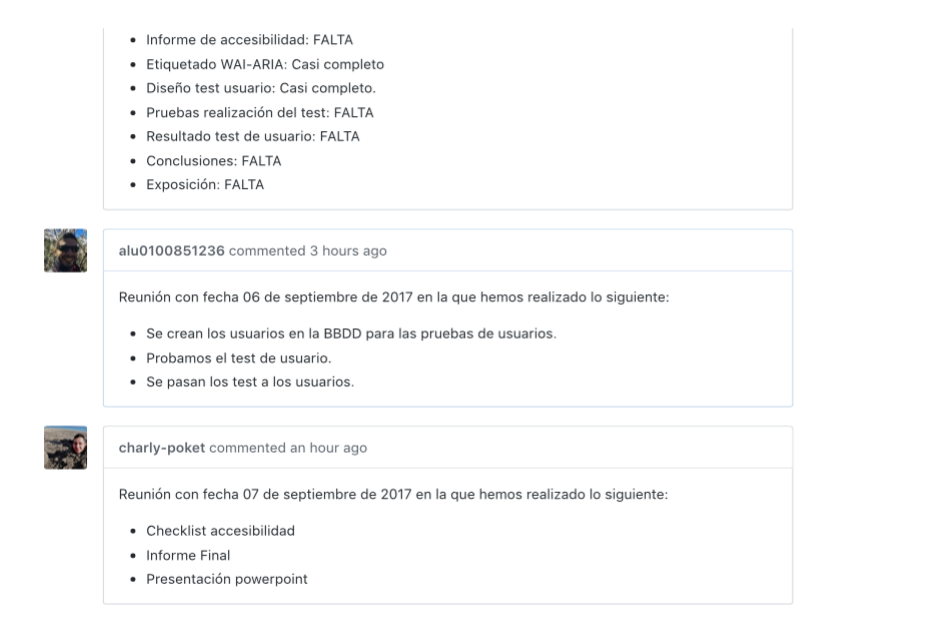 Informe de accesibilidad: FALTA
Etiquetado WAI-ARIA: Casi completo
Diseño test usuario: Casi completo.
Pruebas realización del test: FALTA
Resultado test de usuario: FALTA
Conclusiones: FALTA
Exposición: FALTA
alu0100851236 commented 3 hours ago
Reunión con fecha 06 de septiembre de 2017 en la que hemos realizado lo siguiente:
Se crean los usuarios en la BBDD para las pruebas de usuarios.
Probamos el test de usuario.
Se pasan los test a los usuarios.
charly-poket commented an hour ago
Reunión con fecha 07 de septiembre de 2017 en la que hemos realizado lo siguiente:
Checklist accesibilidad
Informe Final
Presentación powerpoint